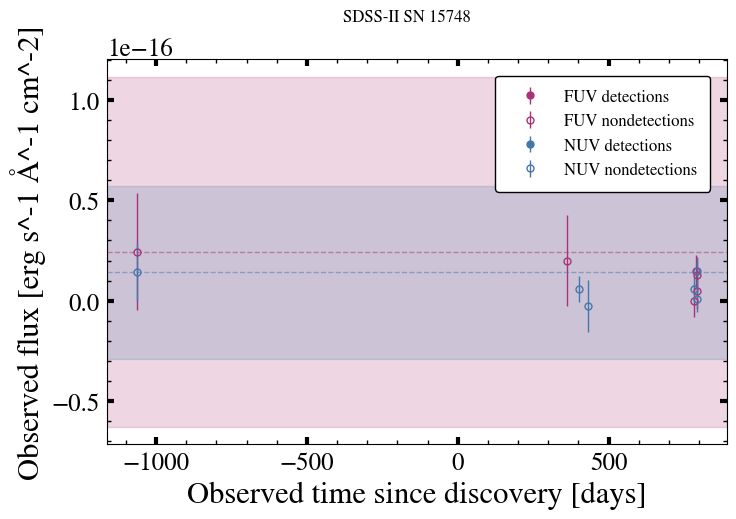 SDSS-II SN 15748
1e−16
Observed flux [erg s^-1 Å^-1 cm^-2]
1.0
0.5
0.0
−0.5
FUV detections
FUV nondetections
NUV detections
NUV nondetections
−1000 −500 0 500
Observed time since discovery [days]